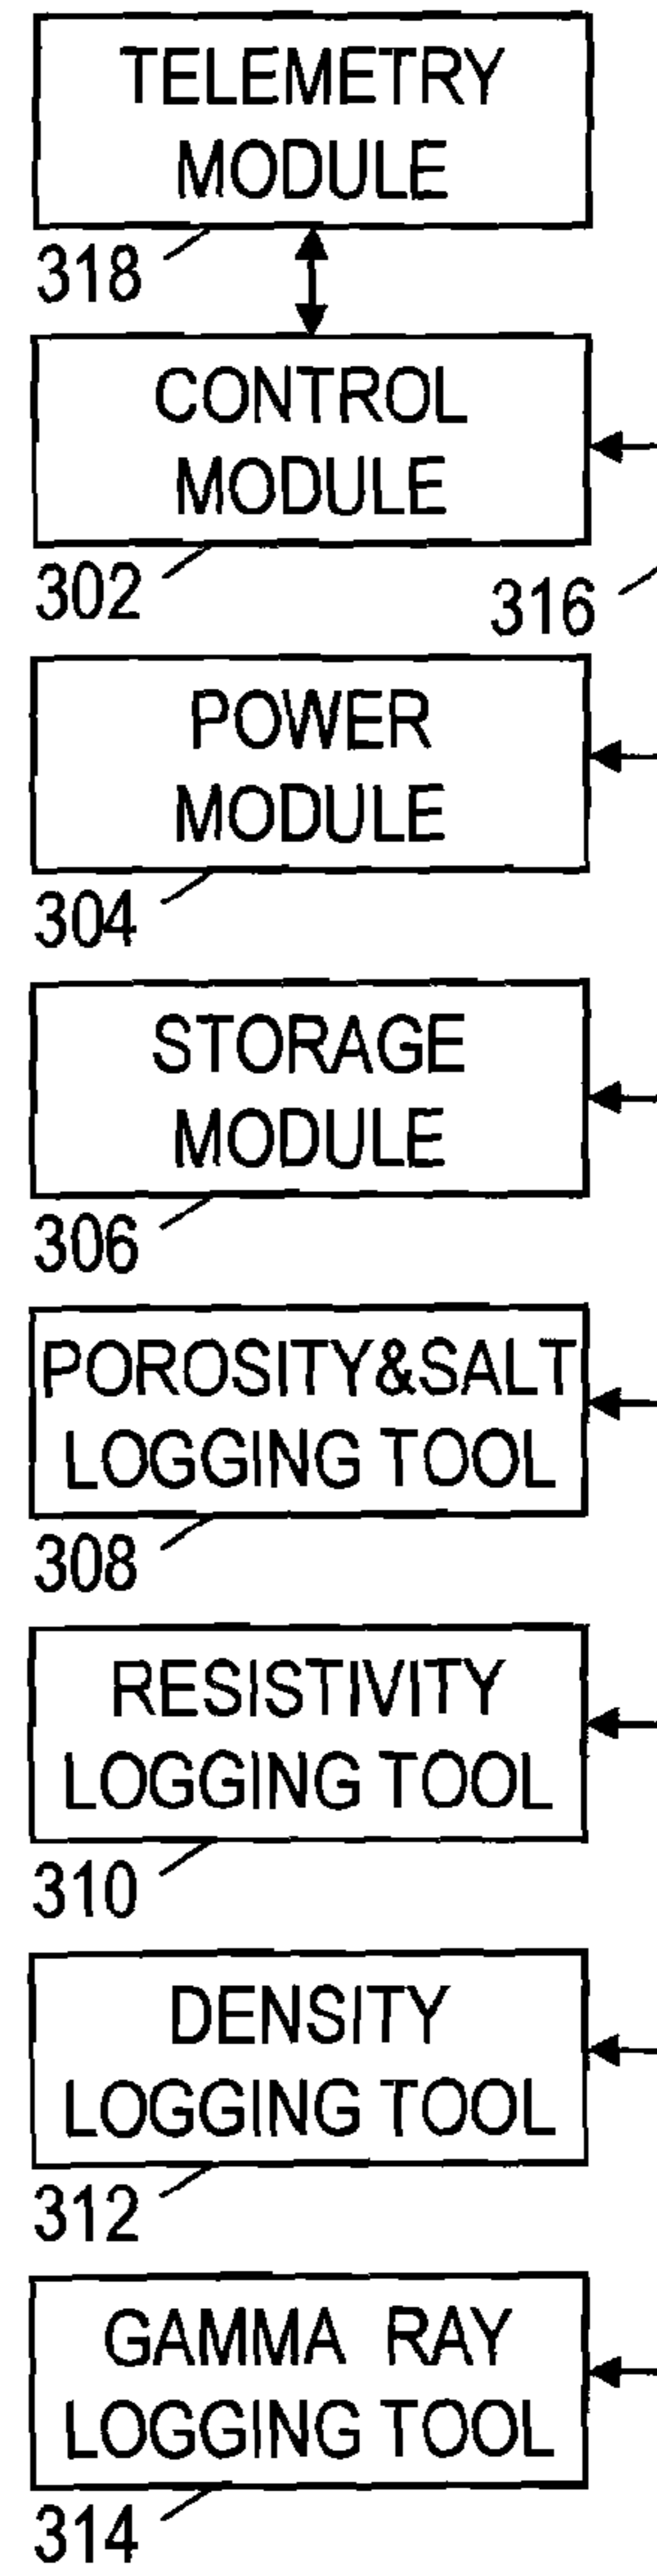 TELEMETRY
MODULE
318
CONTROL
MODULE
302
316
POWER
MODULE
304
STORAGE
MODULE
306
POROSITY&SALT
LOGGING TOOL
308
RESISTIVITY
LOGGING TOOL
310
DENSITY
LOGGING TOOL
312
GAMMA RAY
LOGGING TOOL
314